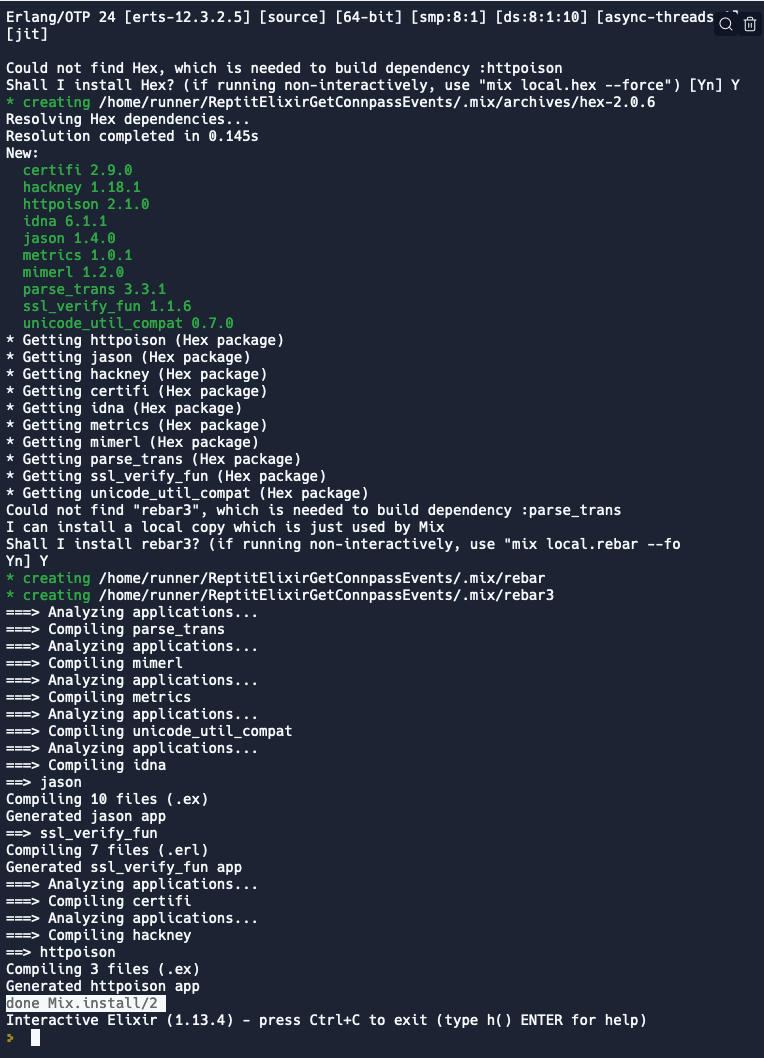 Erlang/OTP 24 [erts-12.3.2.5] [source] [64-bit] [smp:8:1] [ds:8:1:10] [async-threads
[jit]
Could not find Hex, which is needed to build dependency :httpoison
Shall I install Hex? (if running non-interactively, use "mix local.hex --force") [Yn] Y
* creating /home/runner/ReptitElixirGetConnpassEvents/.mix/archives/hex-2.0.6
Resolving Hex dependencies...
Resolution completed in 0.145s
New:
  certifi 2.9.0
  hackney 1.18.1
  httpoison 2.1.0
  idna 6.1.1
  jason 1.4.0
  metrics 1.0.1
  mimerl 1.2.0
  parse_trans 3.3.1
  ssl_verify_fun 1.1.6
  unicode_util_compat 0.7.0
* Getting httpoison (Hex package)
* Getting jason (Hex package)
* Getting hackney (Hex package)
* Getting certifi (Hex package)
* Getting idna (Hex package)
* Getting metrics (Hex package)
* Getting mimerl (Hex package)
* Getting parse_trans (Hex package)
* Getting ssl_verify_fun (Hex package)
* Getting unicode_util_compat (Hex package)
Could not find "rebar3", which is needed to build dependency :parse_trans
I can install a local copy which is just used by Mix
Shall I install rebar3? (if running non-interactively, use "mix local.rebar --fo
Yn] Y
* creating /home/runner/ReptitElixirGetConnpassEvents/.mix/rebar
* creating /home/runner/ReptitElixirGetConnpassEvents/.mix/rebar3
===> Analyzing applications...
===> Compiling parse_trans
===> Analyzing applications...
===> Compiling mimerl
===> Analyzing applications...
===> Compiling metrics
===> Analyzing applications...
===> Compiling unicode_util_compat
===> Analyzing applications...
===> Compiling idna
==> jason
Compiling 10 files (.ex)
Generated jason app
==> ssl_verify_fun
Compiling 7 files (.erl)
Generated ssl_verify_fun app
===> Analyzing applications...
===> Compiling certifi
===> Analyzing applications...
===> Compiling hackney
==> httpoison
Compiling 3 files (.ex)
Generated httpoison app
done Mix.install/2
Interactive Elixir (1.13.4) - press Ctrl+C to exit (type h() ENTER for help)
>